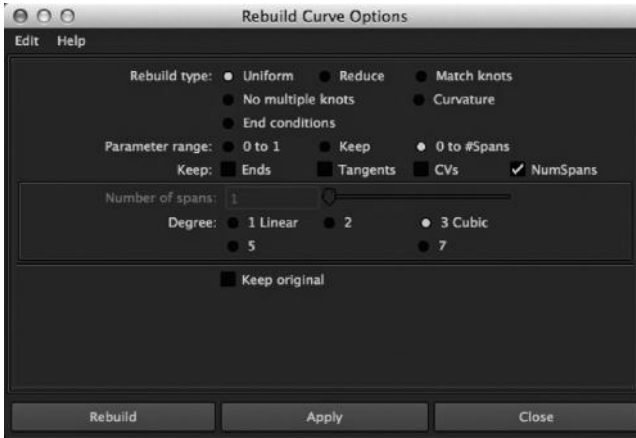 Rebuild Curve Options
Edit Help
Rebuild type: Uniform Reduce Match knots
No multiple knots Curvature
End conditions
Parameter range: 0 to 1 Keep 0 to #Spans
Keep: Ends Tangents CVs NumSpans
Number of spans: 1
Degree: 1 Linear 2 3 Cubic
5 7
Keep original
Rebuild Apply Close